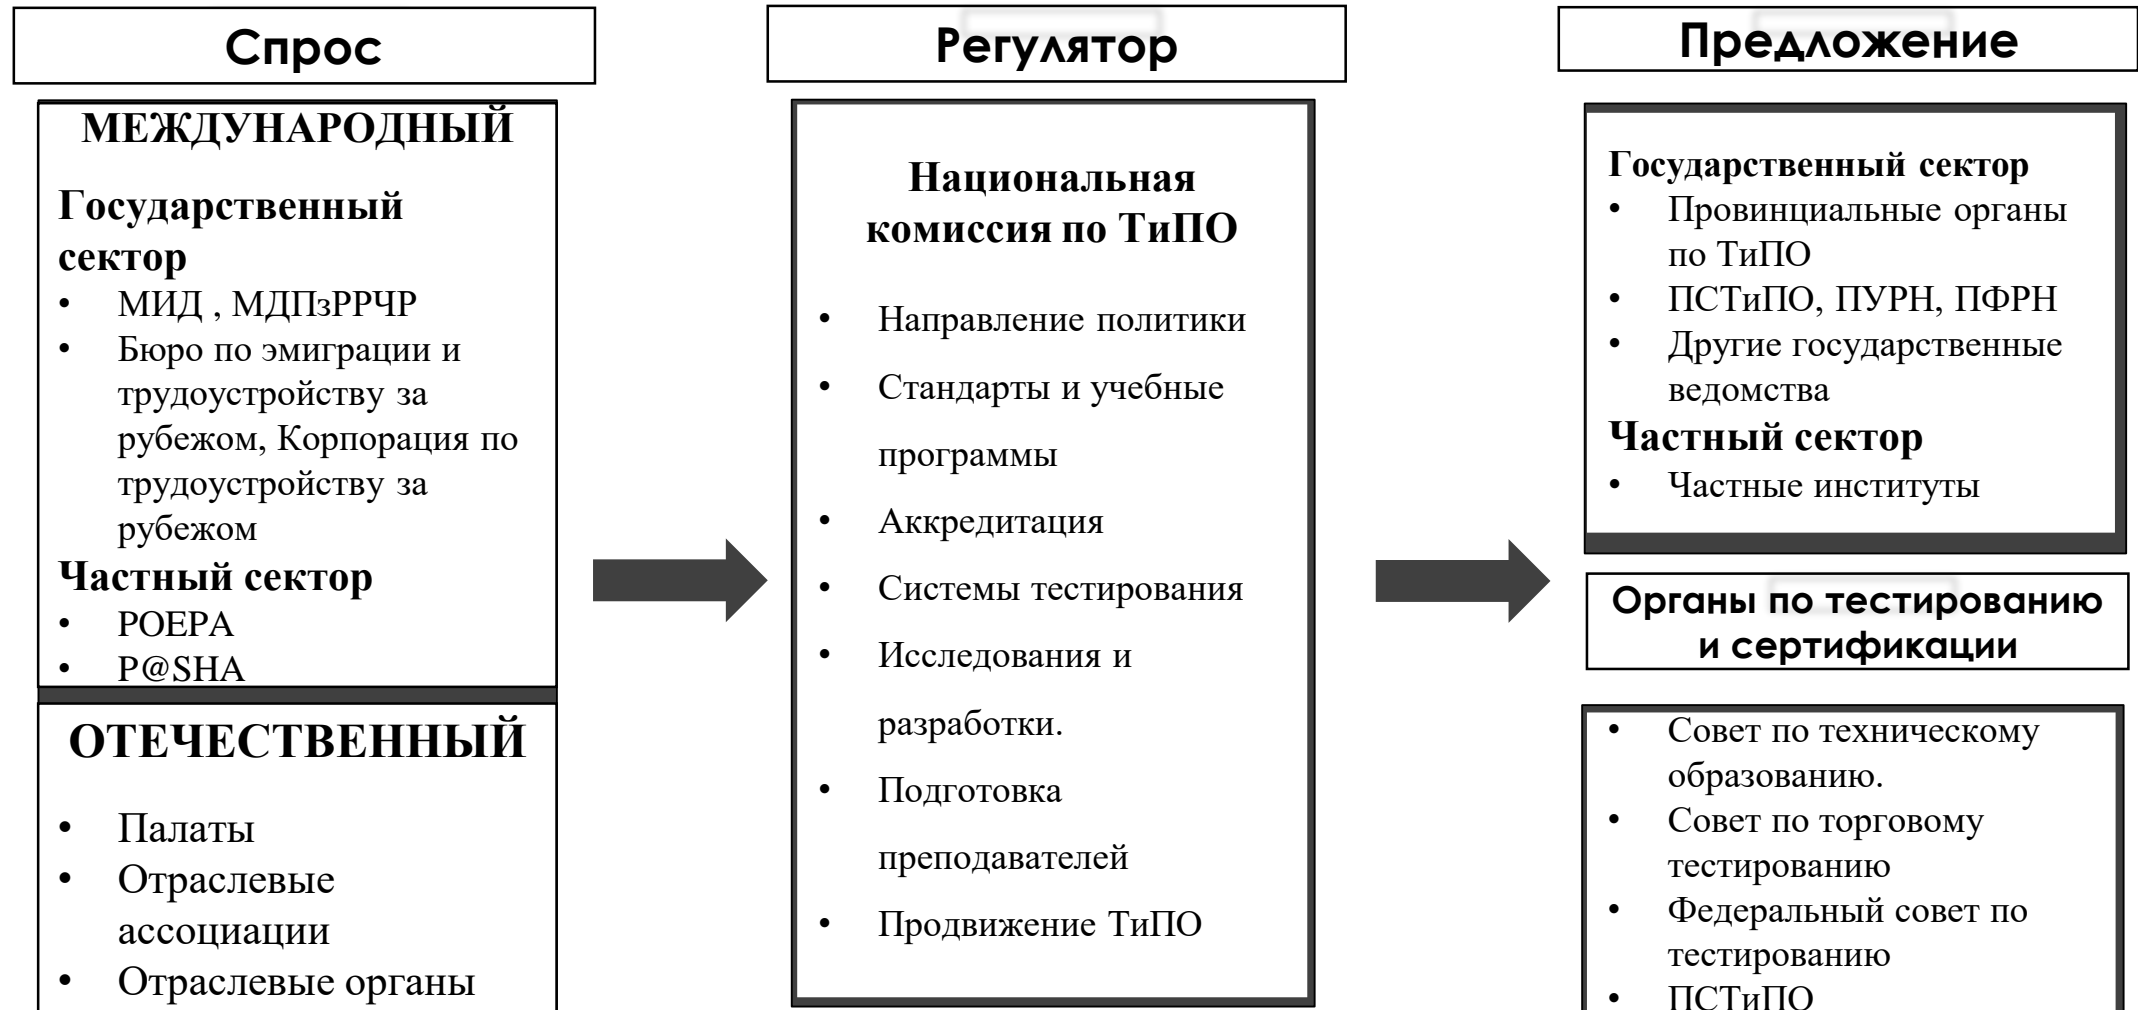 Спрос
МЕЖДУНАРОДНЫЙ
Государственный
сектор
• МИД , МДПзРРЧР
• Бюро по эмиграции и
трудоустройству за
рубежом, Корпорация по
трудоустройству за
рубежом
Частный сектор
• POEPA
• P@SHA
ОТЕЧЕСТВЕННЫЙ
• Палаты
• Отраслевые
ассоциации
• Отраслевые органы
Регулятор
Национальная
комиссия по ТиПО
• Направление политики
• Стандарты и учебные
программы
• Аккредитация
• Системы тестирования
• Исследования и
разработки.
• Подготовка
преподавателей
• Продвижение ТиПО
Предложение
Государственный сектор
• Провинциальные органы
по ТиПО
• ПСТиПО, ПУРН, ПФРН
• Другие государственные
ведомства
Частный сектор
• Частные институты
Органы по тестированию
и сертификации
• Совет по техническому
образованию.
• Совет по торговому
тестированию
• Федеральный совет по
тестированию
• ПСТиПО